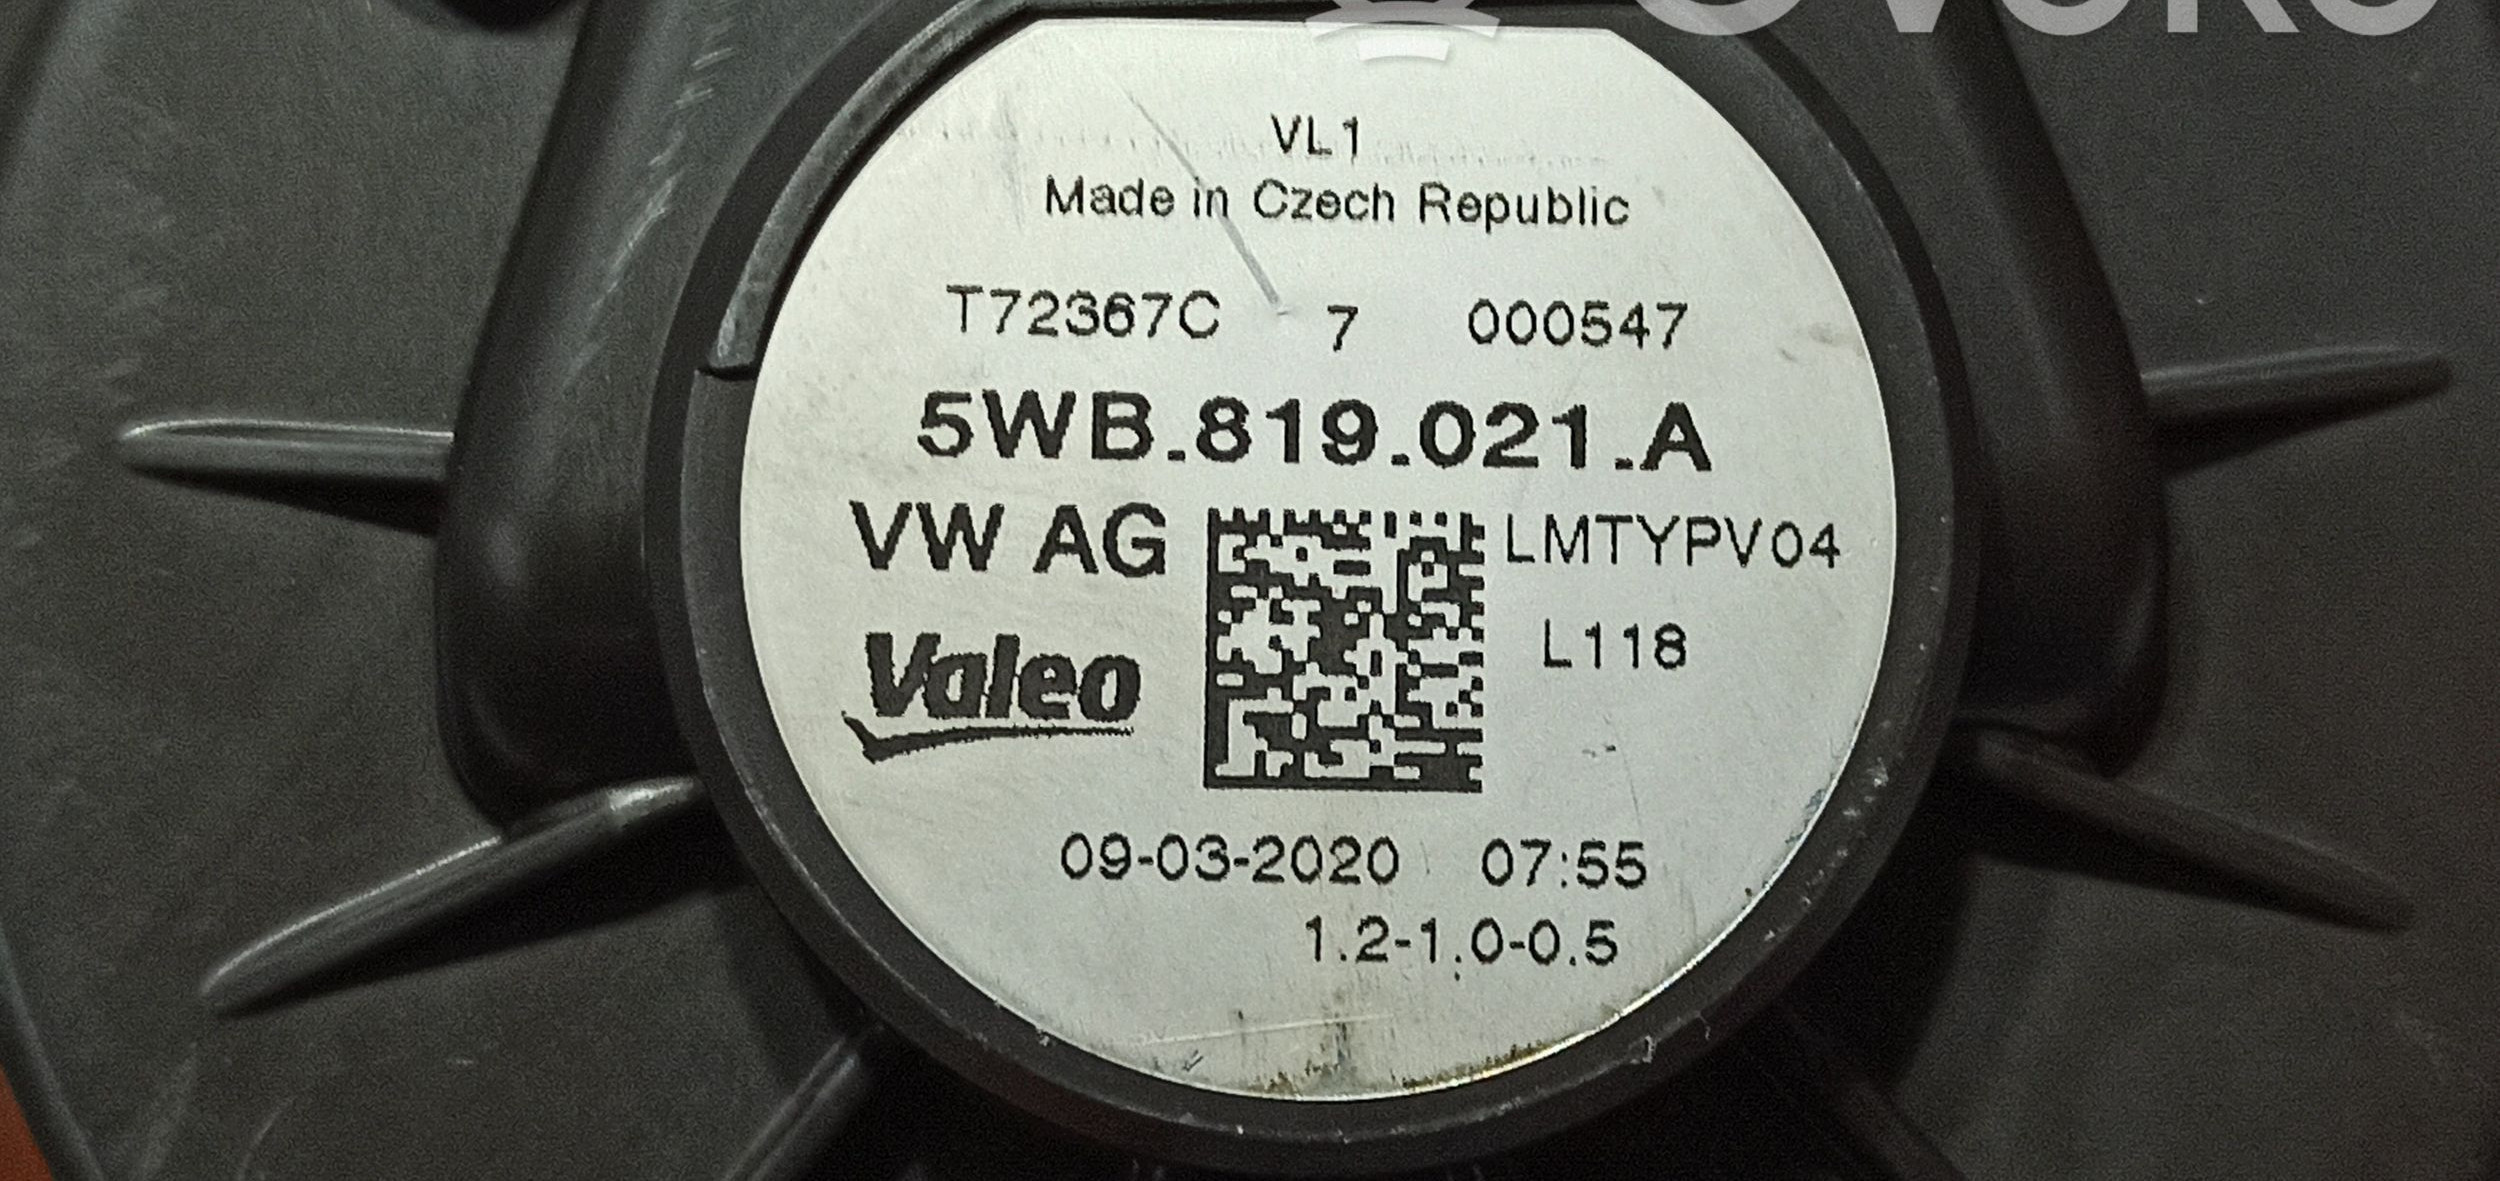 VL1
Made in Czech Republic
T72367C 7 000547
5WB.819.021.A
VW AG LMTYPV04
Valeo L118
09-03-2020 07:55
1.2-1.0-0.5